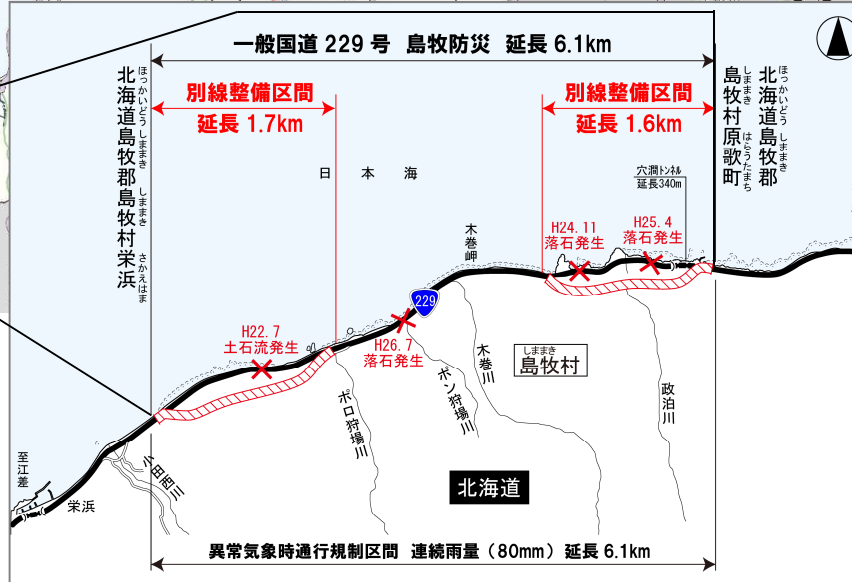 一般国道 229 号 島牧防災 延長 6.1km
別線整備区間
延長 1.7km
別線整備区間
延長 1.6km
ほっかいどう しままき しままき さかえはま
北海道島牧郡島牧村栄浜
ほっかいどう しままき
北海道島牧郡
しままき はらうたまち
島牧村原歌町
日本海
穴澗トンネル
延長340m
木巻岬
H24.11
落石発生
H25.4
落石発生
229
H22.7
土石流発生
H26.7
落石発生
しままき
島牧村
木巻川
ポン狩場川
ポロ狩場川
政泊川
小田西川
至江差
栄浜
北海道
異常気象時通行規制区間 連続雨量（80mm）延長 6.1km